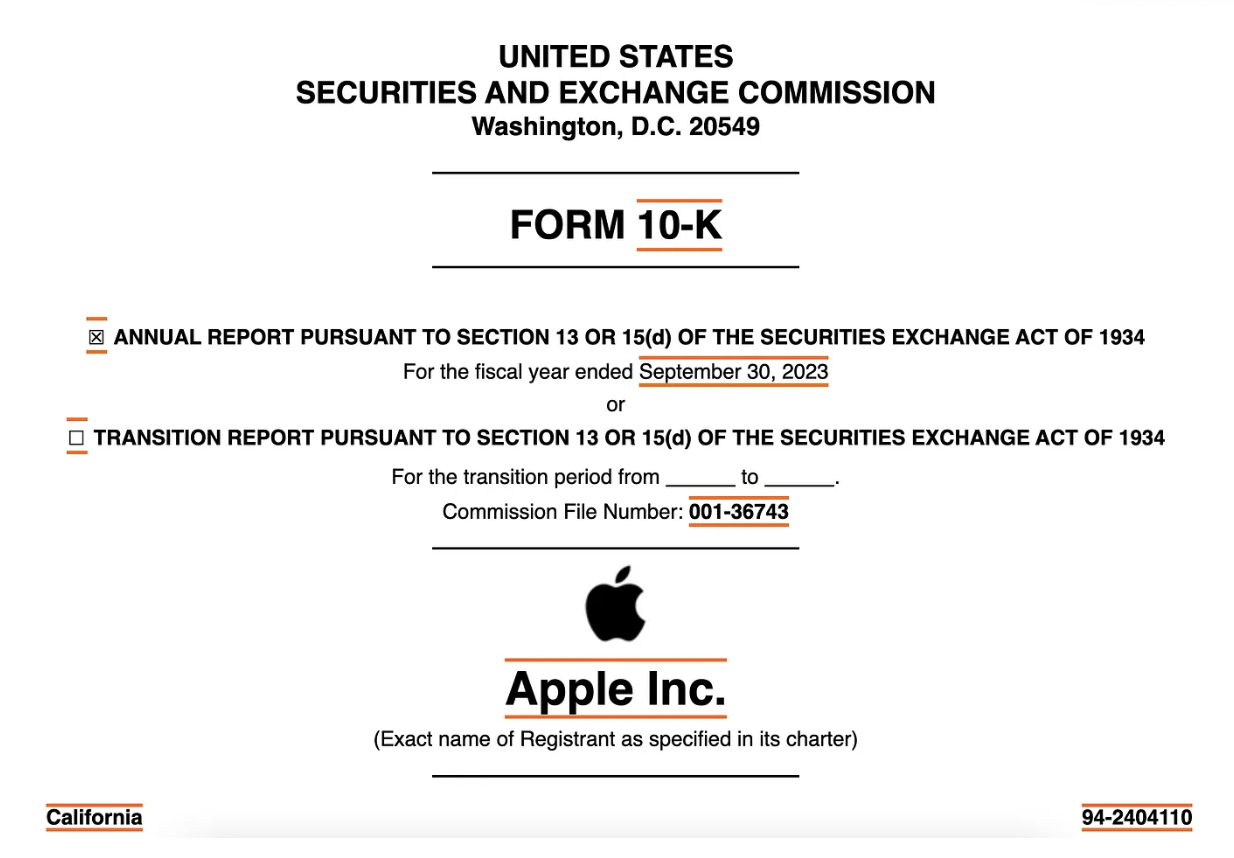 UNITED STATES
SECURITIES AND EXCHANGE COMMISSION
Washington, D.C. 20549
FORM 10-K
☒ ANNUAL REPORT PURSUANT TO SECTION 13 OR 15(d) OF THE SECURITIES EXCHANGE ACT OF 1934
For the fiscal year ended September 30, 2023
or
☐ TRANSITION REPORT PURSUANT TO SECTION 13 OR 15(d) OF THE SECURITIES EXCHANGE ACT OF 1934
For the transition period from ______ to ______.
Commission File Number: 001-36743
Apple Inc.
(Exact name of Registrant as specified in its charter)
California 94-2404110